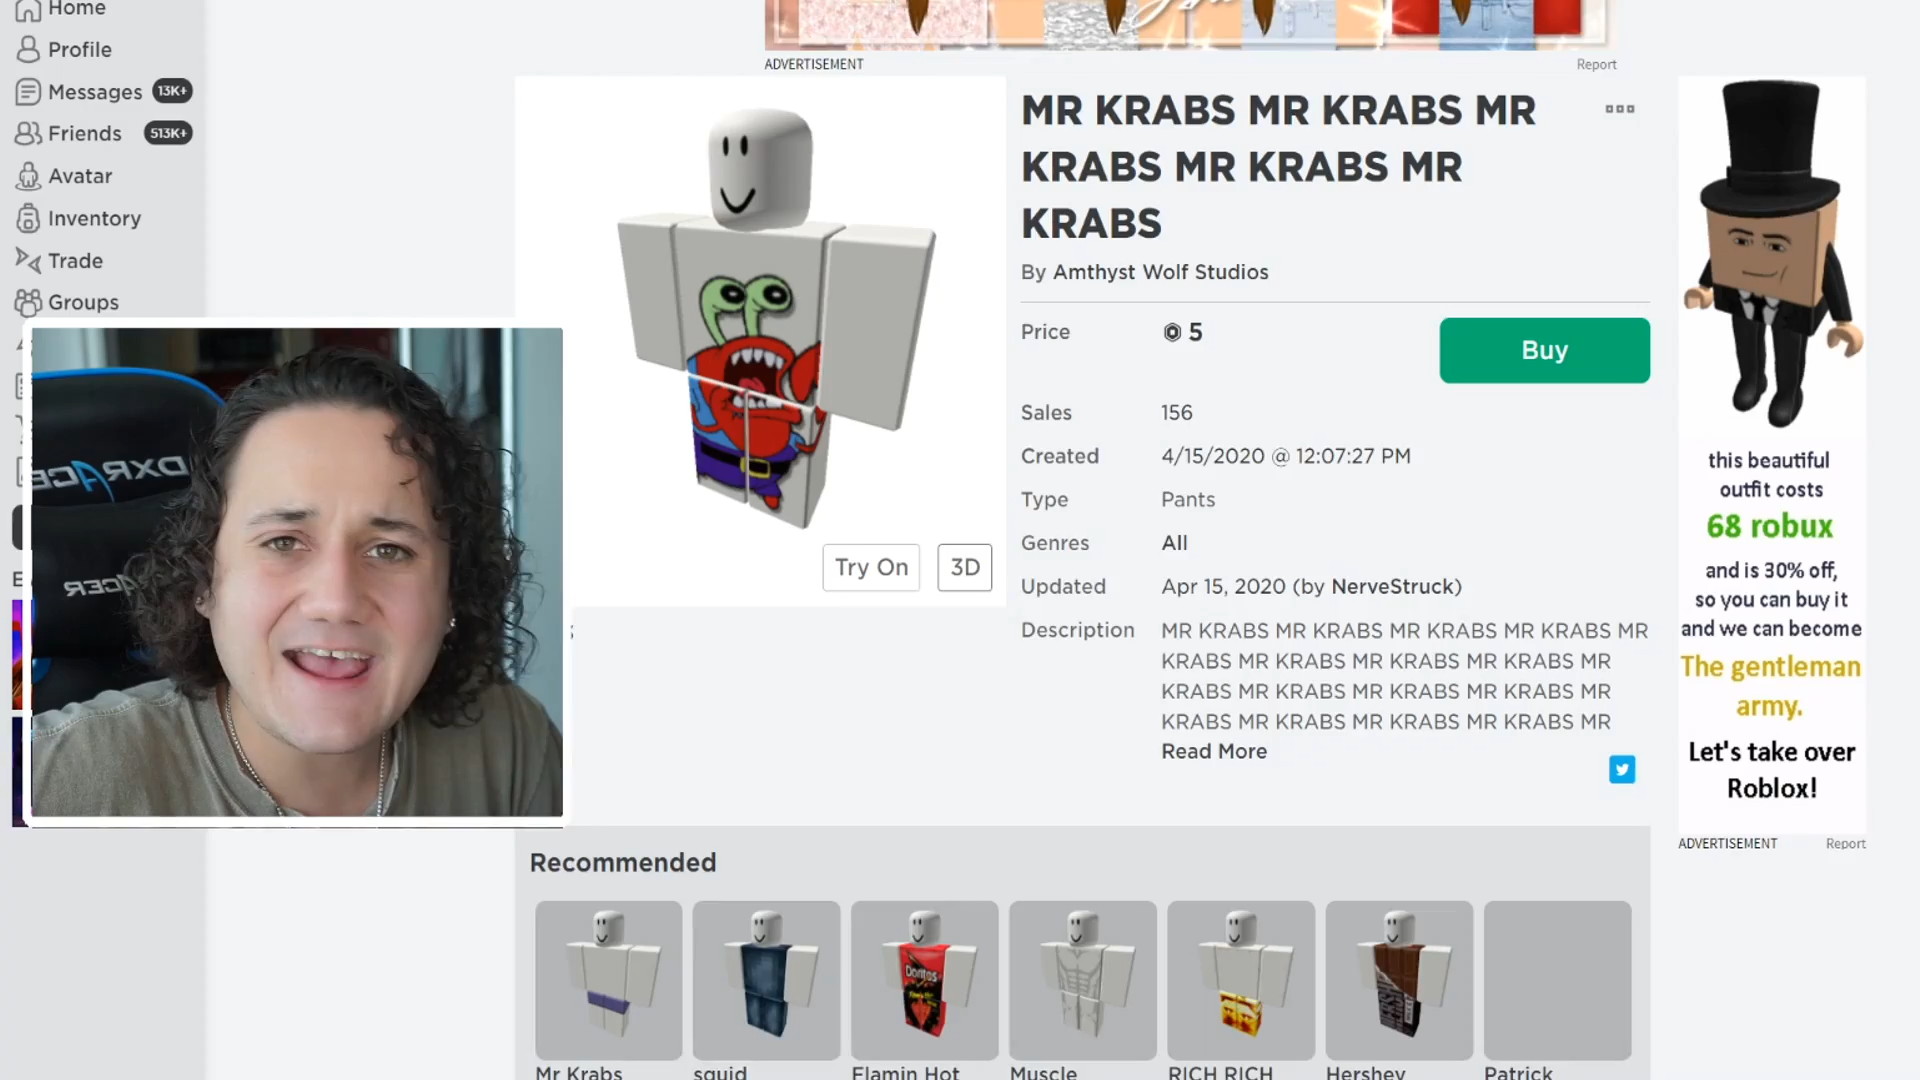 Home
Profile
Messages 13K+
Friends 513K+
Avatar
Inventory
Trade
Groups
ADVERTISEMENT
Report
MR KRABS MR KRABS MR
KRABS MR KRABS MR
KRABS
By Amthyst Wolf Studios
Price 5
Buy
Sales 156
Created 4/15/2020 @ 12:07:27 PM
Type Pants
Genres All
Updated Apr 15, 2020 (by NerveStruck)
Description MR KRABS MR KRABS MR KRABS MR KRABS MR
KRABS MR KRABS MR KRABS MR KRABS MR
KRABS MR KRABS MR KRABS MR KRABS MR
KRABS MR KRABS MR KRABS MR KRABS MR
Read More
Try On
3D
DXRACER
RACER
this beautiful
outfit costs
68 robux
and is 30% off,
so you can buy it
and we can become
The gentleman
army.
Let's take over
Roblox!
ADVERTISEMENT
Report
Recommended
Doritos
Mr Krabs
squid
Flamin Hot
Muscle
RICH RICH
Hershey
Patrick